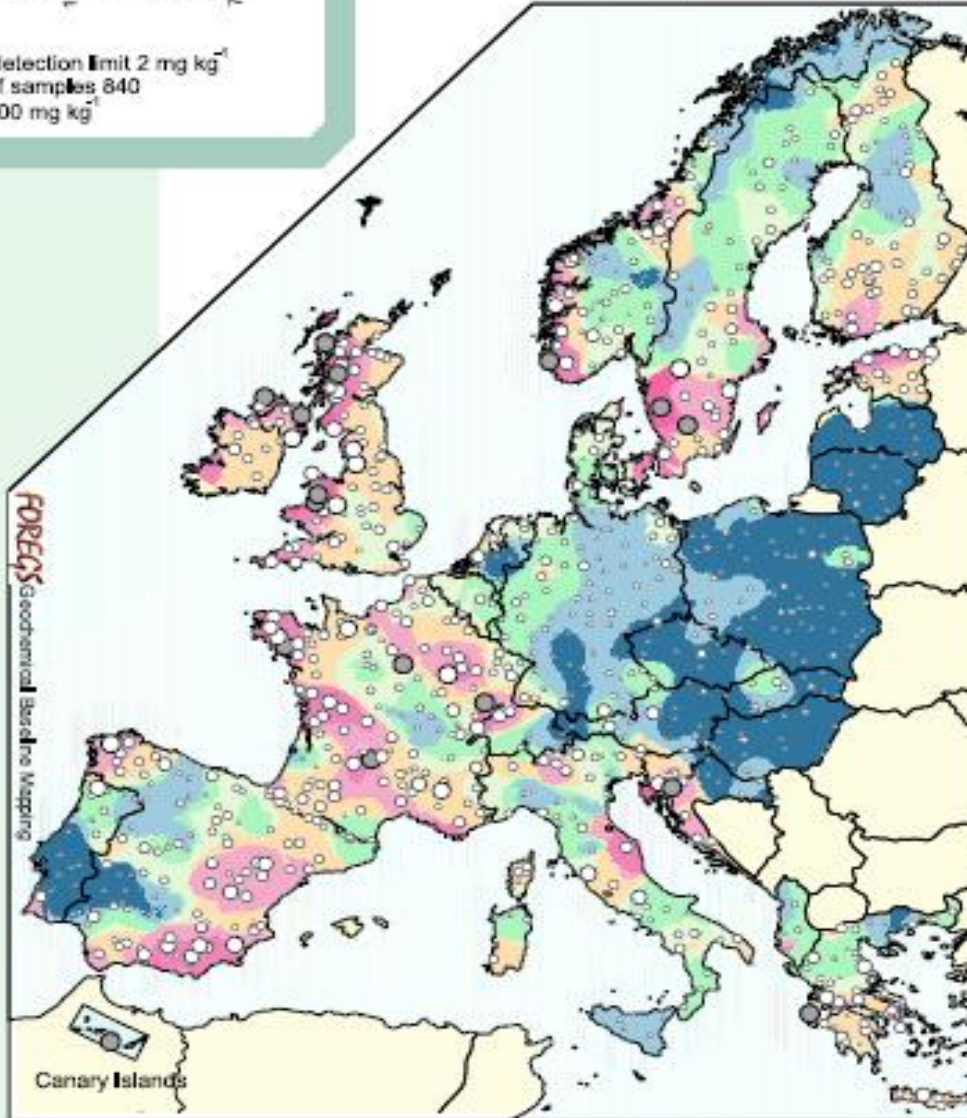 detection limit 2 mg kg⁻¹
samples 840
00 mg kg⁻¹
FOREGS Geochemical Baseline Mapping
Canary Islands